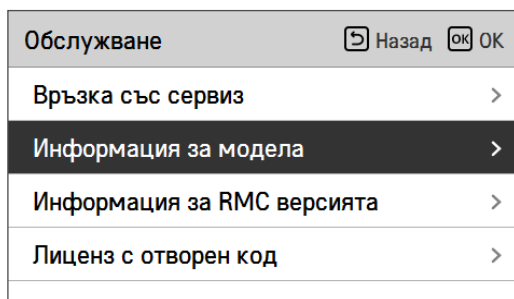 Обслужване Назад OK OK
Връзка със сервиз
Информация за модела
Информация за RMC версията
Лиценз с отворен код